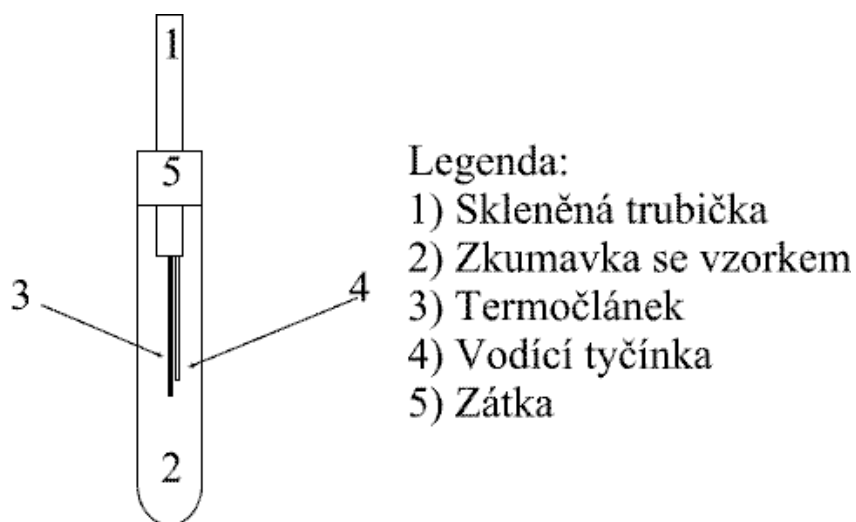 1
5
3
4
2
Legenda:
1) Skleněná trubička
2) Zkumavka se vzorkem
3) Termočlánek
4) Vodící tyčínka
5) Zátka